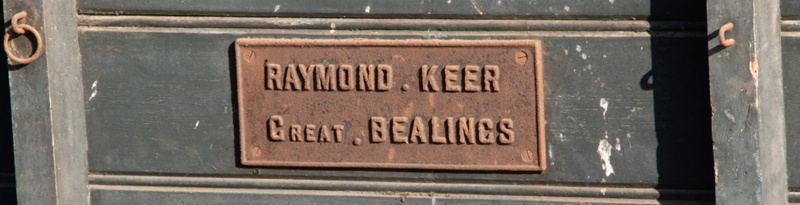 RAYMOND . KEER
GREAT . BEALINGS